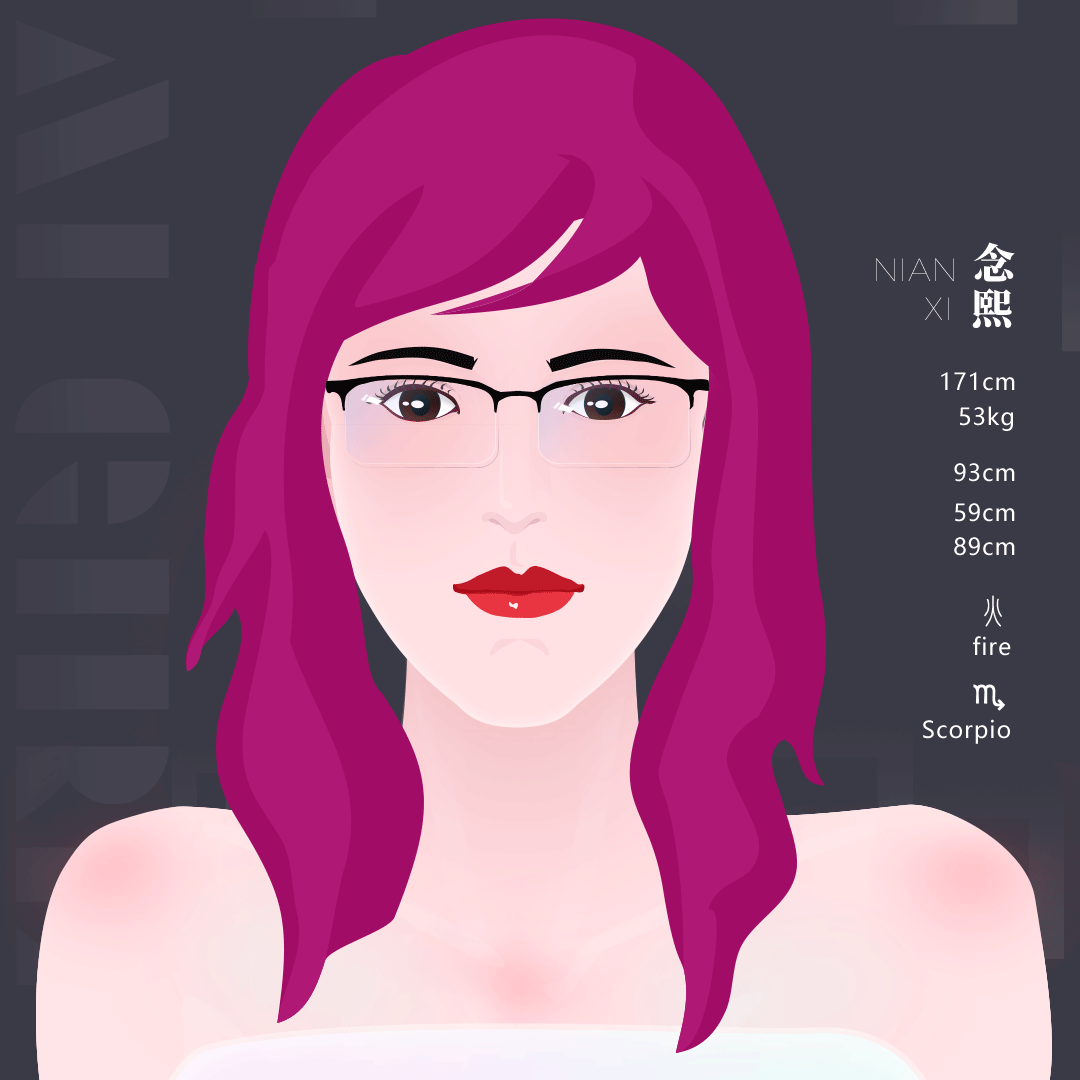 念熙
NIAN
XI
171cm
53kg
93cm
59cm
89cm
火
fire
♏
Scorpio